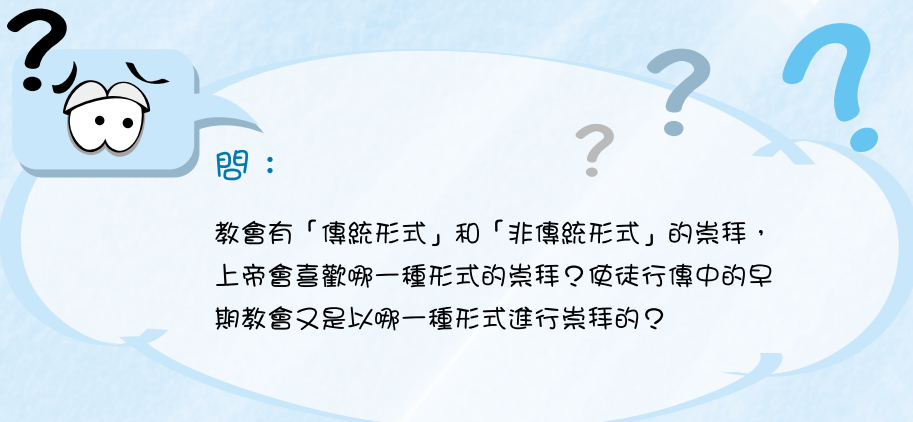 問：
教會有「傳統形式」和「非傳統形式」的崇拜，
上帝會喜歡哪一種形式的崇拜？使徒行傳中的早
期教會又是以哪一種形式進行崇拜的？